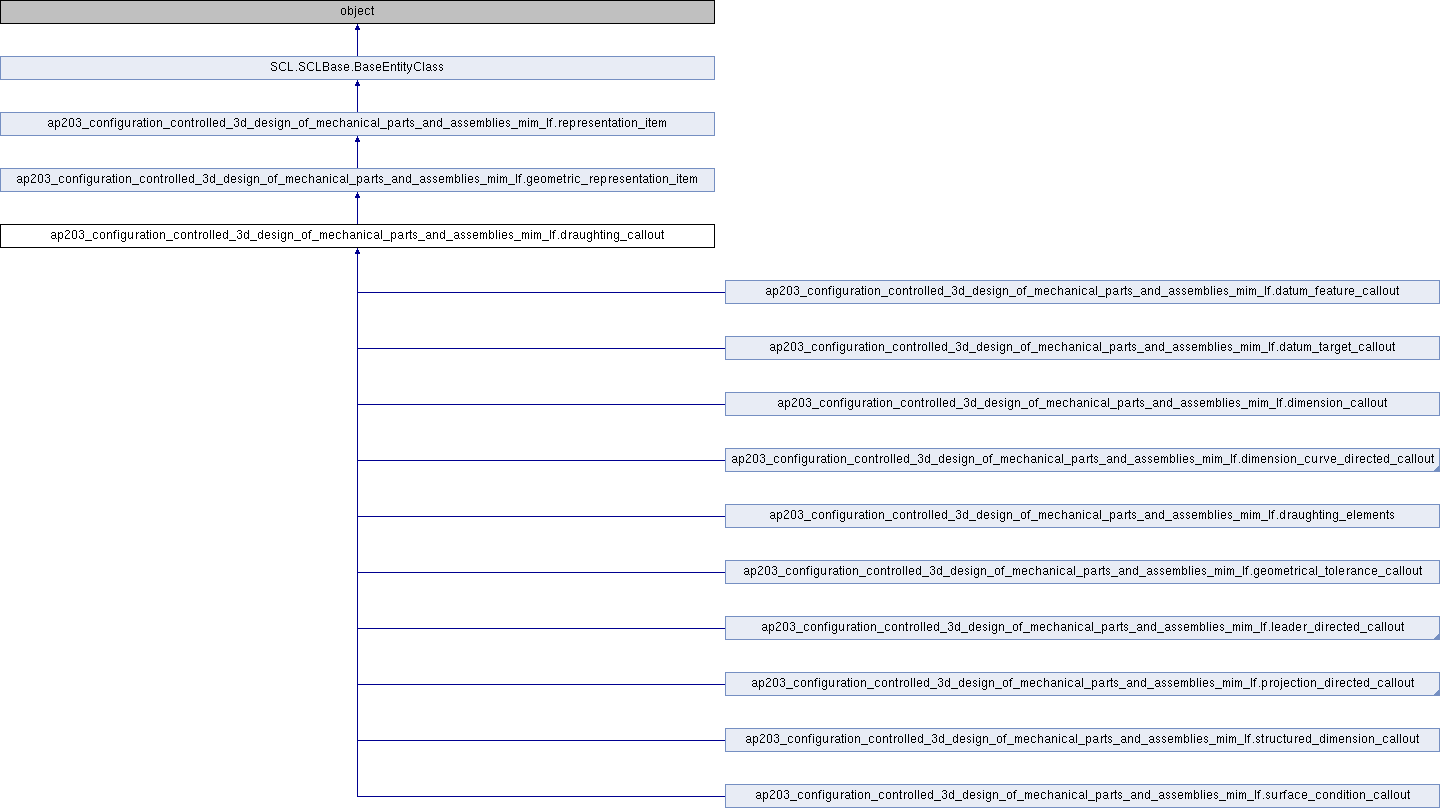 object
SCL.SCLBase.BaseEntityClass
ap203_configuration_controlled_3d_design_of_mechanical_parts_and_assemblies_mim_lf.representation_item
ap203_configuration_controlled_3d_design_of_mechanical_parts_and_assemblies_mim_lf.geometric_representation_item
ap203_configuration_controlled_3d_design_of_mechanical_parts_and_assemblies_mim_lf.draughting_callout
ap203_configuration_controlled_3d_design_of_mechanical_parts_and_assemblies_mim_lf.datum_feature_callout
ap203_configuration_controlled_3d_design_of_mechanical_parts_and_assemblies_mim_lf.datum_target_callout
ap203_configuration_controlled_3d_design_of_mechanical_parts_and_assemblies_mim_lf.dimension_callout
ap203_configuration_controlled_3d_design_of_mechanical_parts_and_assemblies_mim_lf.dimension_curve_directed_callout
ap203_configuration_controlled_3d_design_of_mechanical_parts_and_assemblies_mim_lf.draughting_elements
ap203_configuration_controlled_3d_design_of_mechanical_parts_and_assemblies_mim_lf.geometrical_tolerance_callout
ap203_configuration_controlled_3d_design_of_mechanical_parts_and_assemblies_mim_lf.leader_directed_callout
ap203_configuration_controlled_3d_design_of_mechanical_parts_and_assemblies_mim_lf.projection_directed_callout
ap203_configuration_controlled_3d_design_of_mechanical_parts_and_assemblies_mim_lf.structured_dimension_callout
ap203_configuration_controlled_3d_design_of_mechanical_parts_and_assemblies_mim_lf.surface_condition_callout